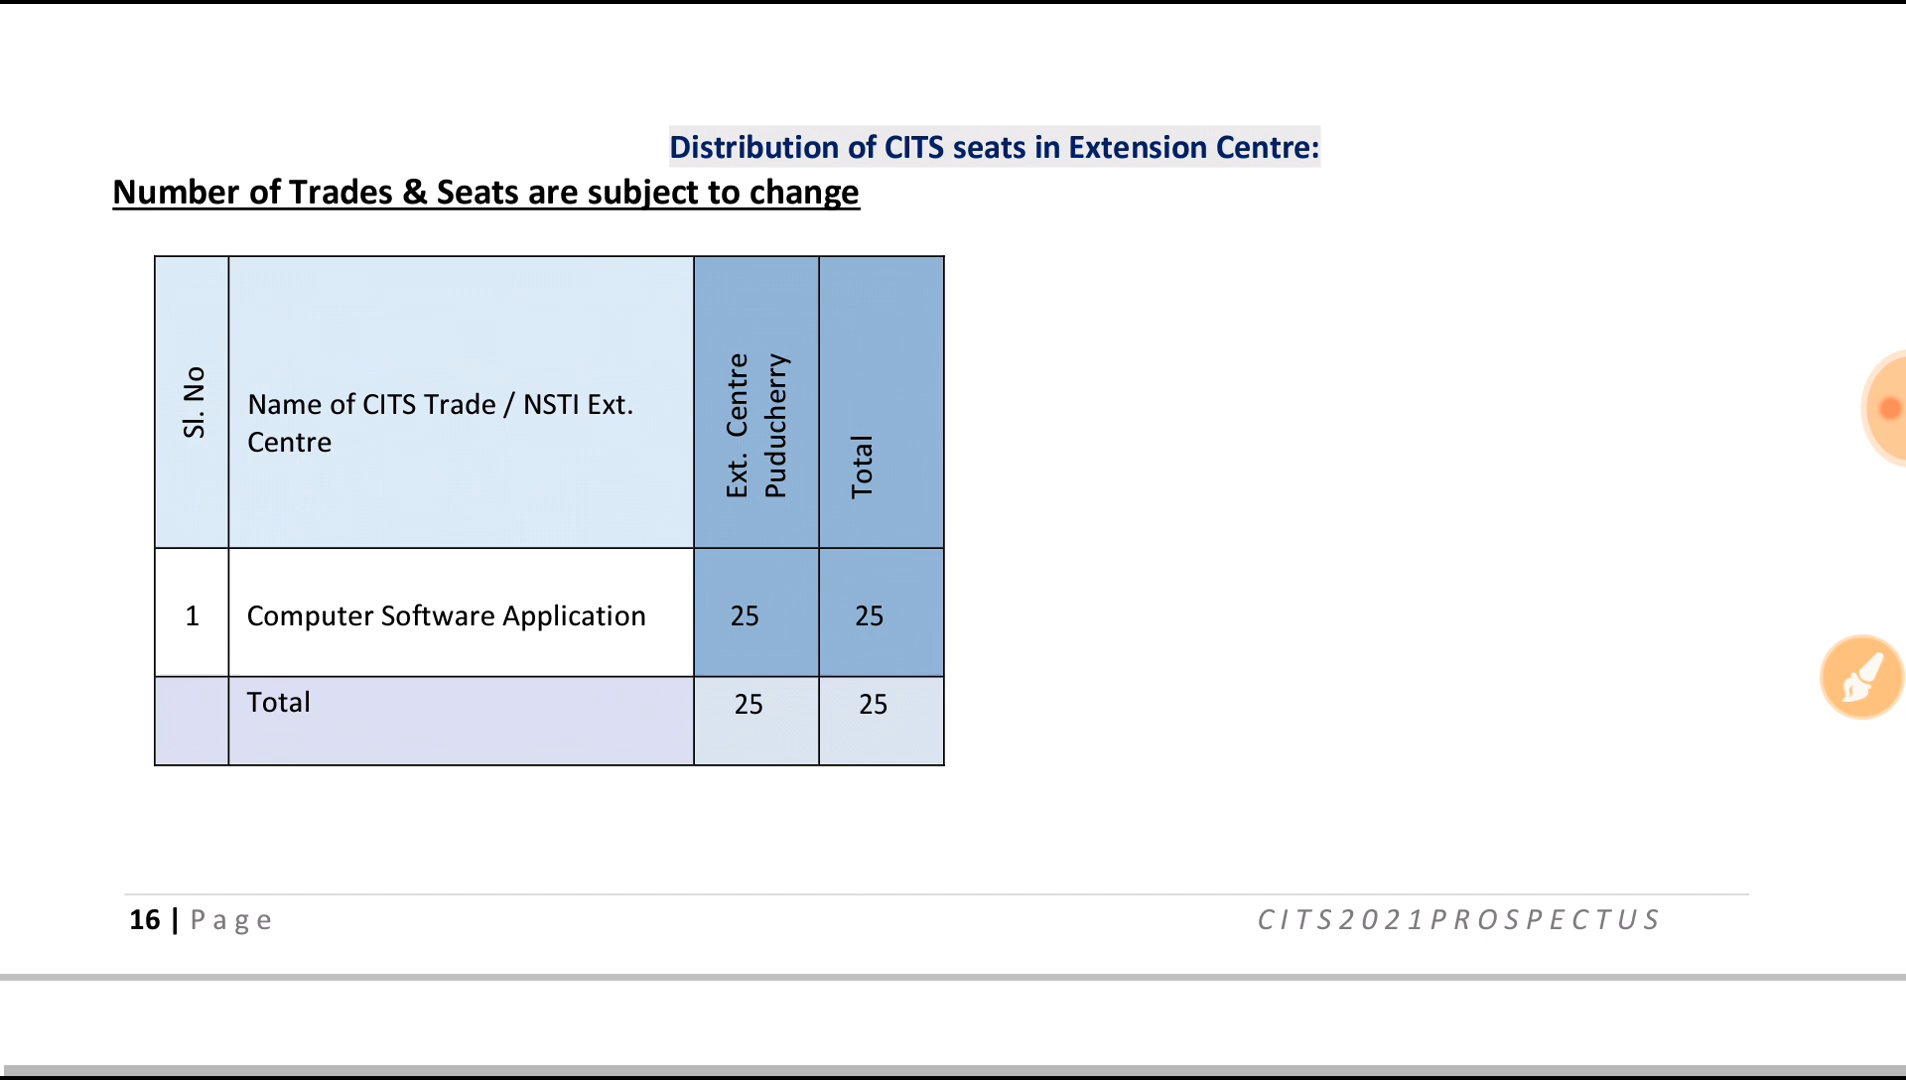 Distribution of CITS seats in Extension Centre:
Number of Trades & Seats are subject to change
Sl. No
Name of CITS Trade / NSTI Ext.
Centre
Ext. Centre
Puducherry
Total
1 Computer Software Application 25 25
Total 25 25
16 | Page
CITS2021PROSPECTUS